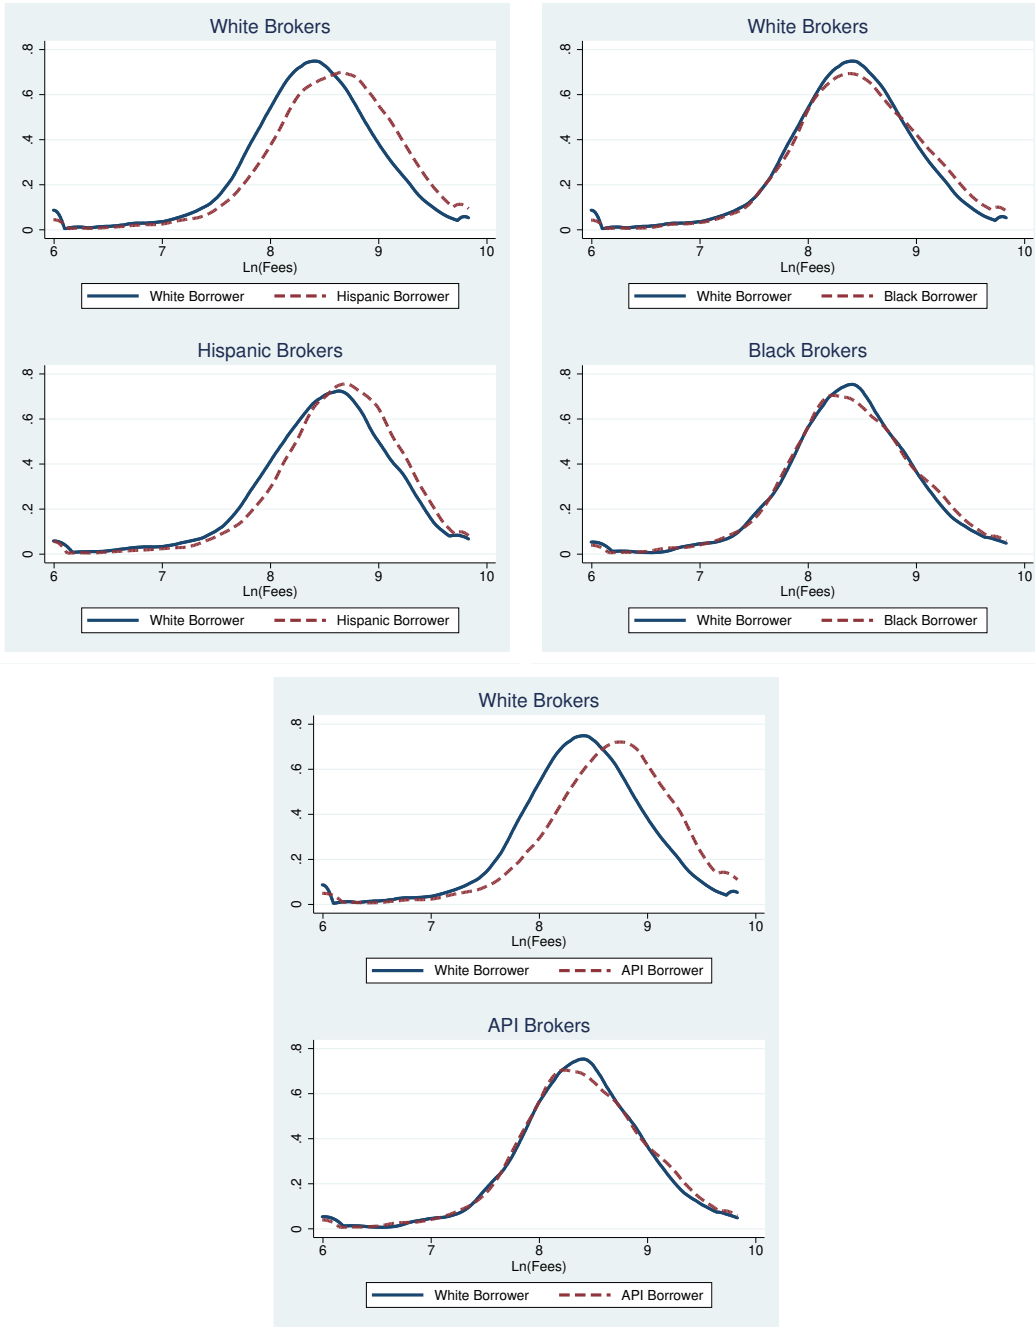 White Brokers
.8
.6
.4
.2
0
6 7 8 9 10
Ln(Fees)
White Borrower Hispanic Borrower
Hispanic Brokers
.8
.6
.4
.2
0
6 7 8 9 10
Ln(Fees)
White Borrower Hispanic Borrower
White Brokers
.8
.6
.4
.2
0
6 7 8 9 10
Ln(Fees)
White Borrower Black Borrower
Black Brokers
.8
.6
.4
.2
0
6 7 8 9 10
Ln(Fees)
White Borrower Black Borrower
White Brokers
.8
.6
.4
.2
0
6 7 8 9 10
Ln(Fees)
White Borrower API Borrower
API Brokers
.8
.6
.4
.2
0
6 7 8 9 10
Ln(Fees)
White Borrower API Borrower